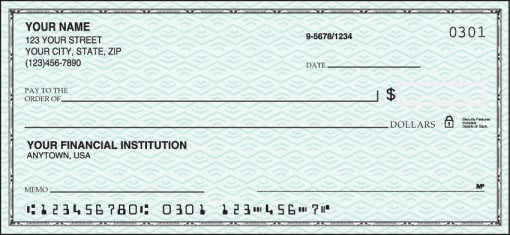 YOUR NAME
123 YOUR STREET
YOUR CITY, STATE, ZIP
(123)456-7890
9-5678/1234
0301
DATE
PAY TO THE
ORDER OF
$
DOLLARS
Security Features
Included.
Details on Back.
YOUR FINANCIAL INSTITUTION
ANYTOWN, USA
MEMO
MP
⑆123456780⑆ 0301 123⑈456⑈7⑈